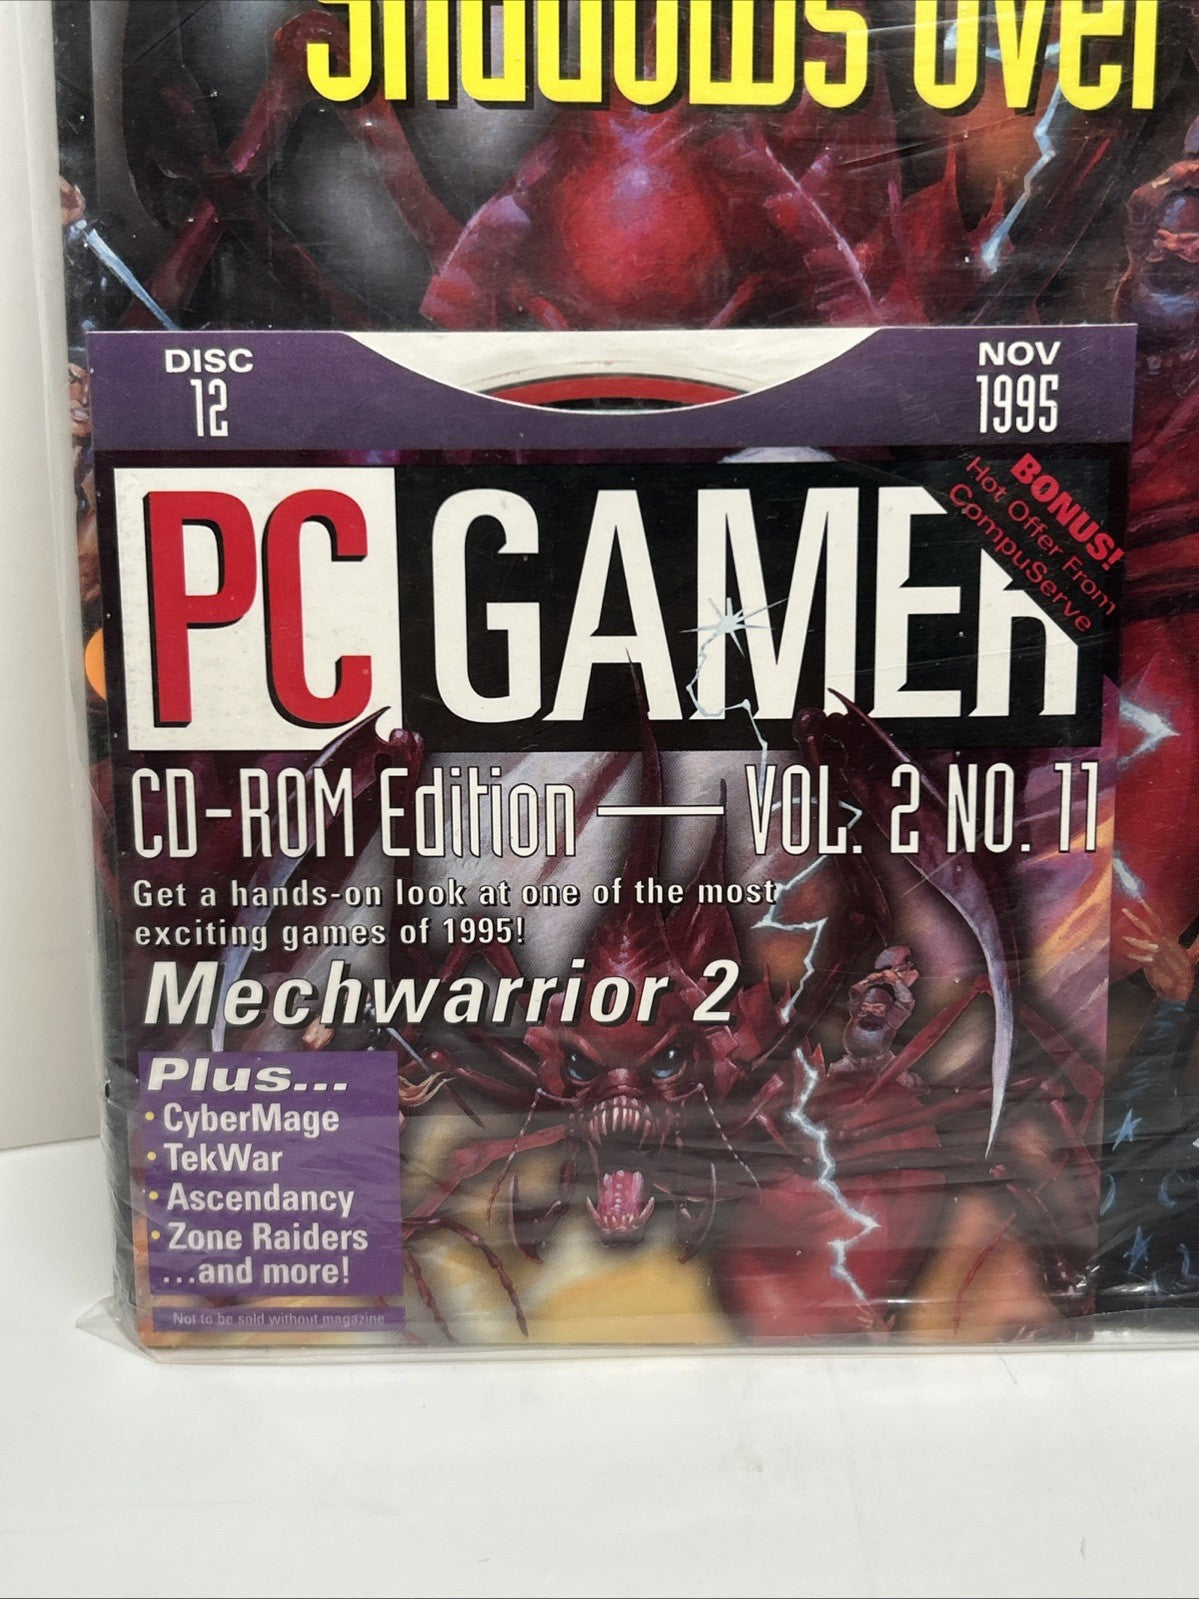 Shadows Over
DISC
12
NOV
1995
PC GAMER
BONUS!
Hot Offer From
CompuServe
CD-ROM Edition — VOL. 2 NO. 11
Get a hands-on look at one of the most
exciting games of 1995!
Mechwarrior 2
Plus...
• CyberMage
• TekWar
• Ascendancy
• Zone Raiders
...and more!
Not to be sold without magazine